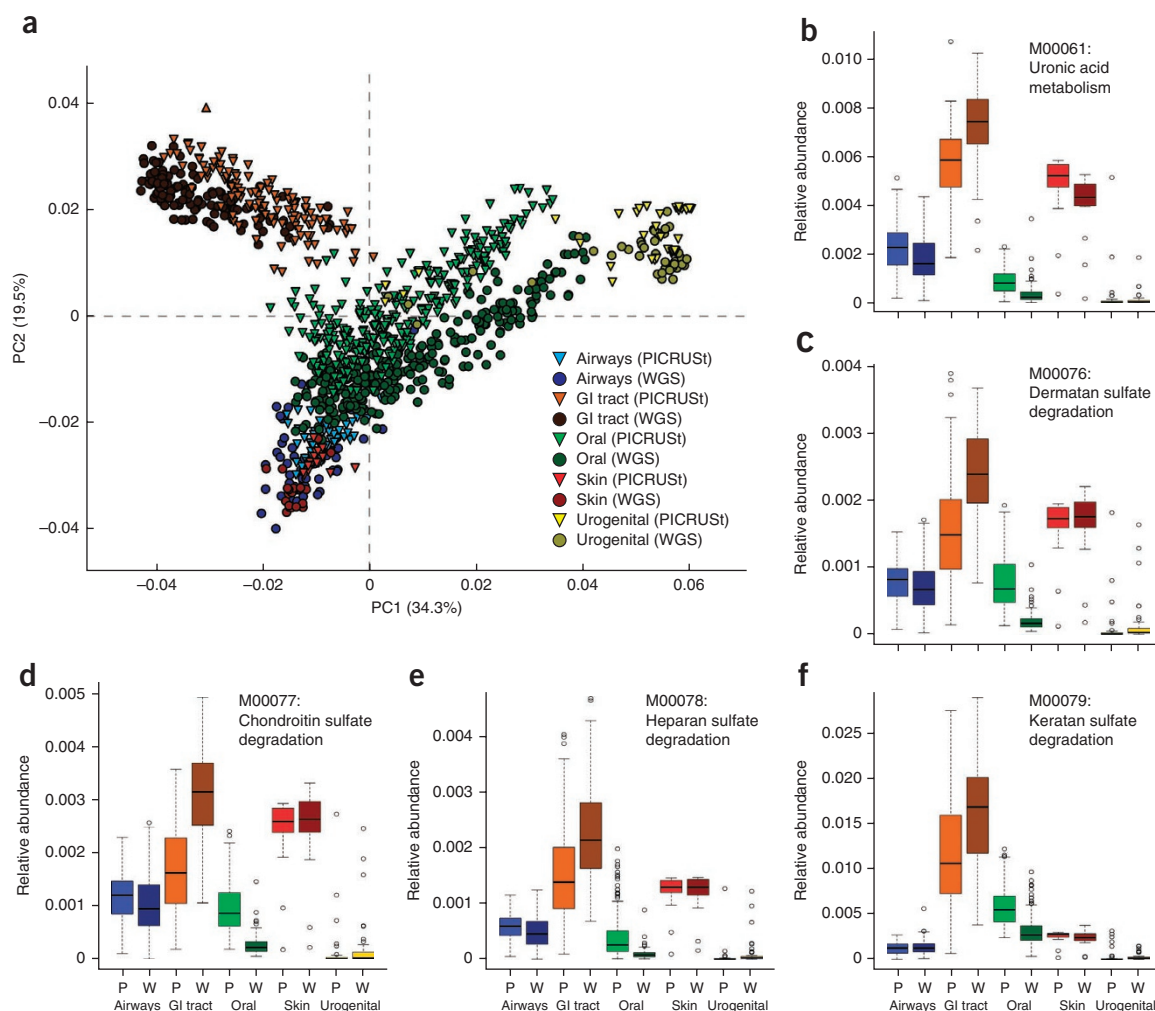 a
0.04
0.02
0
−0.02
−0.04
PC2 (19.5%)
−0.04
−0.02
0
0.02
0.04
0.06
PC1 (34.3%)
Airways (PICRUSt)
Airways (WGS)
GI tract (PICRUSt)
GI tract (WGS)
Oral (PICRUSt)
Oral (WGS)
Skin (PICRUSt)
Skin (WGS)
Urogenital (PICRUSt)
Urogenital (WGS)
b
M00061:
Uronic acid
metabolism
0.010
0.008
0.006
0.004
0.002
0
Relative abundance
c
M00076:
Dermatan sulfate
degradation
0.004
0.003
0.002
0.001
0
Relative abundance
d
M00077:
Chondroitin sulfate
degradation
0.005
0.004
0.003
0.002
0.001
0
Relative abundance
P W P W P W P W P W
Airways GI tract Oral Skin Urogenital
e
M00078:
Heparan sulfate
degradation
0.004
0.003
0.002
0.001
0
Relative abundance
P W P W P W P W P W
Airways GI tract Oral Skin Urogenital
f
M00079:
Keratan sulfate
degradation
0.025
0.020
0.015
0.010
0.005
0
Relative abundance
P W P W P W P W P W
Airways GI tract Oral Skin Urogenital